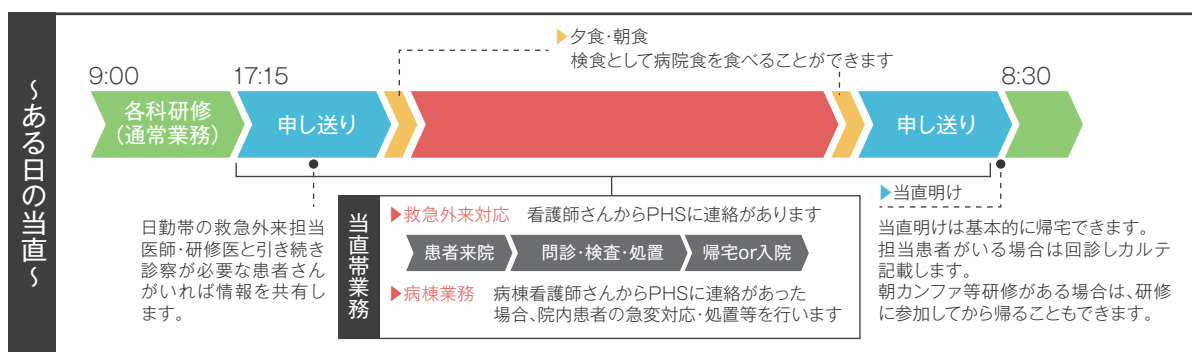 ～ある日の当直～
▶夕食・朝食
検食として病院食を食べることができます
9:00
17:15
8:30
各科研修
（通常業務）
申し送り
申し送り
日勤帯の救急外来担当
医師・研修医と引き続き
診察が必要な患者さん
がいれば情報を共有し
ます。
当直帯業務
▶救急外来対応 看護師さんからPHSに連絡があります
患者来院
問診・検査・処置
帰宅or入院
▶病棟業務 病棟看護師さんからPHSに連絡があった
場合、院内患者の急変対応・処置等を行います
▶当直明け
当直明けは基本的に帰宅できます。
担当患者がいる場合は回診しカルテ
記載します。
朝カンファ等研修がある場合は、研修
に参加してから帰ることもできます。